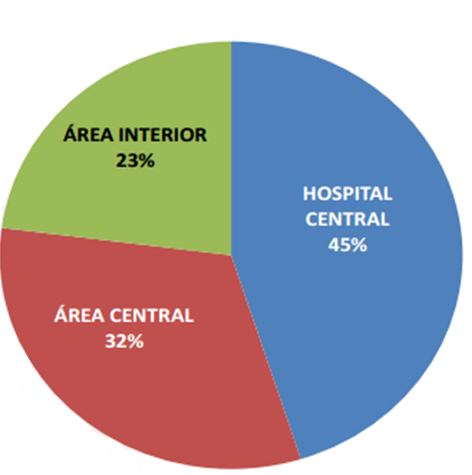 ÁREA INTERIOR
23%
HOSPITAL
CENTRAL
45%
ÁREA CENTRAL
32%